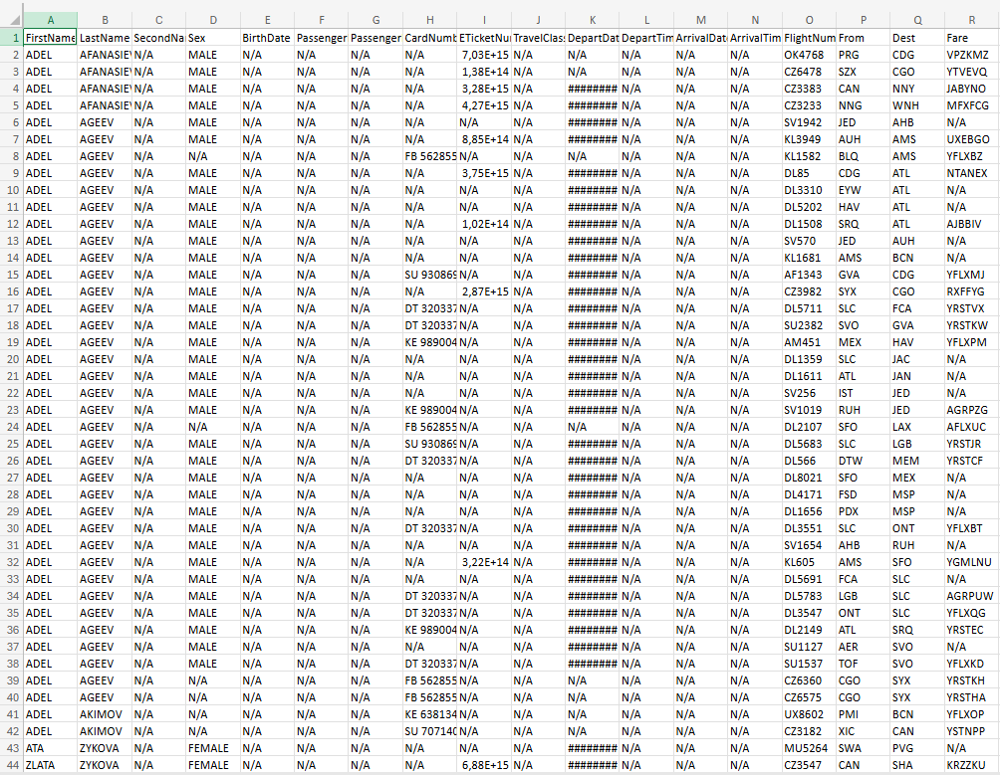 A B C D E F G H I J K L M N O P Q R
1 FirstName LastName SecondNa Sex BirthDate Passenger Passenger CardNumb ETicketNur TravelClass DepartDat DepartTim ArrivalDate ArrivalTim FlightNum From Dest Fare
2 ADEL AFANASIEV N/A MALE N/A N/A N/A N/A 7,03E+15 N/A N/A N/A N/A N/A OK4768 PRG CDG VPZKMZ
3 ADEL AFANASIEV N/A MALE N/A N/A N/A N/A 1,38E+14 N/A N/A N/A N/A N/A CZ6478 SZX CGO YTVEVQ
4 ADEL AFANASIEV N/A MALE N/A N/A N/A N/A 3,28E+15 N/A ######## N/A N/A N/A CZ3383 CAN NNY JABYNO
5 ADEL AFANASIEV N/A MALE N/A N/A N/A N/A 4,27E+15 N/A ######## N/A N/A N/A CZ3233 NNG WNH MFXFCG
6 ADEL AGEEV N/A MALE N/A N/A N/A N/A N/A N/A ######## N/A N/A N/A SV1942 JED AHB N/A
7 ADEL AGEEV N/A MALE N/A N/A N/A N/A 8,85E+14 N/A ######## N/A N/A N/A KL3949 AUH AMS UXEBGO
8 ADEL AGEEV N/A N/A N/A N/A N/A FB 562855 N/A N/A N/A N/A N/A N/A KL1582 BLQ AMS YFLXBZ
9 ADEL AGEEV N/A MALE N/A N/A N/A N/A 3,75E+15 N/A ######## N/A N/A N/A DL85 CDG ATL NTANEX
10 ADEL AGEEV N/A MALE N/A N/A N/A N/A N/A N/A ######## N/A N/A N/A DL3310 EYW ATL N/A
11 ADEL AGEEV N/A MALE N/A N/A N/A N/A N/A N/A ######## N/A N/A N/A DL5202 HAV ATL N/A
12 ADEL AGEEV N/A MALE N/A N/A N/A N/A 1,02E+14 N/A ######## N/A N/A N/A DL1508 SRQ ATL AJBBIV
13 ADEL AGEEV N/A MALE N/A N/A N/A N/A N/A N/A ######## N/A N/A N/A SV570 JED AUH N/A
14 ADEL AGEEV N/A MALE N/A N/A N/A N/A N/A N/A ######## N/A N/A N/A KL1681 AMS BCN N/A
15 ADEL AGEEV N/A MALE N/A N/A N/A SU 930869 N/A N/A ######## N/A N/A N/A AF1343 GVA CDG YFLXMJ
16 ADEL AGEEV N/A MALE N/A N/A N/A N/A 2,87E+15 N/A ######## N/A N/A N/A CZ3982 SYX CGO RXFFYG
17 ADEL AGEEV N/A MALE N/A N/A N/A DT 320337 N/A N/A ######## N/A N/A N/A DL5711 SLC FCA YRSTVX
18 ADEL AGEEV N/A MALE N/A N/A N/A DT 320337 N/A N/A ######## N/A N/A N/A SU2382 SVO GVA YRSTKW
19 ADEL AGEEV N/A MALE N/A N/A N/A KE 989004 N/A N/A ######## N/A N/A N/A AM451 MEX HAV YFLXPM
20 ADEL AGEEV N/A MALE N/A N/A N/A N/A N/A N/A ######## N/A N/A N/A DL1359 SLC JAC N/A
21 ADEL AGEEV N/A MALE N/A N/A N/A N/A N/A N/A ######## N/A N/A N/A DL1611 ATL JAN N/A
22 ADEL AGEEV N/A MALE N/A N/A N/A N/A N/A N/A ######## N/A N/A N/A SV256 IST JED N/A
23 ADEL AGEEV N/A MALE N/A N/A N/A KE 989004 N/A N/A ######## N/A N/A N/A SV1019 RUH JED AGRPZG
24 ADEL AGEEV N/A N/A N/A N/A N/A FB 562855 N/A N/A N/A N/A N/A N/A DL2107 SFO LAX AFLXUC
25 ADEL AGEEV N/A MALE N/A N/A N/A SU 930869 N/A N/A ######## N/A N/A N/A DL5683 SLC LGB YRSTJR
26 ADEL AGEEV N/A MALE N/A N/A N/A DT 320337 N/A N/A ######## N/A N/A N/A DL566 DTW MEM YRSTCF
27 ADEL AGEEV N/A MALE N/A N/A N/A N/A N/A N/A ######## N/A N/A N/A DL8021 SFO MEX N/A
28 ADEL AGEEV N/A MALE N/A N/A N/A N/A N/A N/A ######## N/A N/A N/A DL4171 FSD MSP N/A
29 ADEL AGEEV N/A MALE N/A N/A N/A N/A N/A N/A ######## N/A N/A N/A DL1656 PDX MSP N/A
30 ADEL AGEEV N/A MALE N/A N/A N/A DT 320337 N/A N/A ######## N/A N/A N/A DL3551 SLC ONT YFLXBT
31 ADEL AGEEV N/A MALE N/A N/A N/A N/A N/A N/A ######## N/A N/A N/A SV1654 AHB RUH N/A
32 ADEL AGEEV N/A MALE N/A N/A N/A N/A 3,22E+14 N/A ######## N/A N/A N/A KL605 AMS SFO YGMLNU
33 ADEL AGEEV N/A MALE N/A N/A N/A N/A N/A N/A ######## N/A N/A N/A DL5691 FCA SLC N/A
34 ADEL AGEEV N/A MALE N/A N/A N/A DT 320337 N/A N/A ######## N/A N/A N/A DL5783 LGB SLC AGRPUW
35 ADEL AGEEV N/A MALE N/A N/A N/A DT 320337 N/A N/A ######## N/A N/A N/A DL3547 ONT SLC YFLXQG
36 ADEL AGEEV N/A MALE N/A N/A N/A KE 989004 N/A N/A ######## N/A N/A N/A DL2149 ATL SRQ YRSTEC
37 ADEL AGEEV N/A MALE N/A N/A N/A N/A N/A N/A ######## N/A N/A N/A SU1127 AER SVO N/A
38 ADEL AGEEV N/A MALE N/A N/A N/A DT 320337 N/A N/A ######## N/A N/A N/A SU1537 TOF SVO YFLXKD
39 ADEL AGEEV N/A N/A N/A N/A N/A FB 562855 N/A N/A N/A N/A N/A N/A CZ6360 CGO SYX YRSTKH
40 ADEL AGEEV N/A N/A N/A N/A N/A FB 562855 N/A N/A N/A N/A N/A N/A CZ6575 CGO SYX YRSTHA
41 ADEL AKIMOV N/A N/A N/A N/A N/A KE 638134 N/A N/A N/A N/A N/A N/A UX8602 PMI BCN YFLXOP
42 ADEL AKIMOV N/A N/A N/A N/A N/A SU 707140 N/A N/A N/A N/A N/A N/A CZ3182 XIC CAN YSTNPP
43 ATA ZYKOVA N/A FEMALE N/A N/A N/A N/A N/A N/A ######## N/A N/A N/A MU5264 SWA PVG N/A
44 ZLATA ZYKOVA N/A FEMALE N/A N/A N/A N/A 6,88E+15 N/A ######## N/A N/A N/A CZ3547 CAN SHA KRZZKU